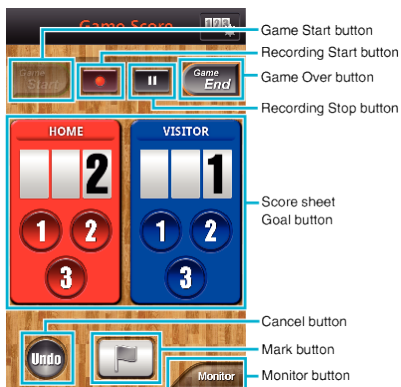 Game Score
123
Game Start button
Recording Start button
Game Start
Game End
Game Over button
Recording Stop button
HOME
VISITOR
2
1
Score sheet
Goal button
1 2
1 2
3
3
Cancel button
Undo
Mark button
Monitor
Monitor button